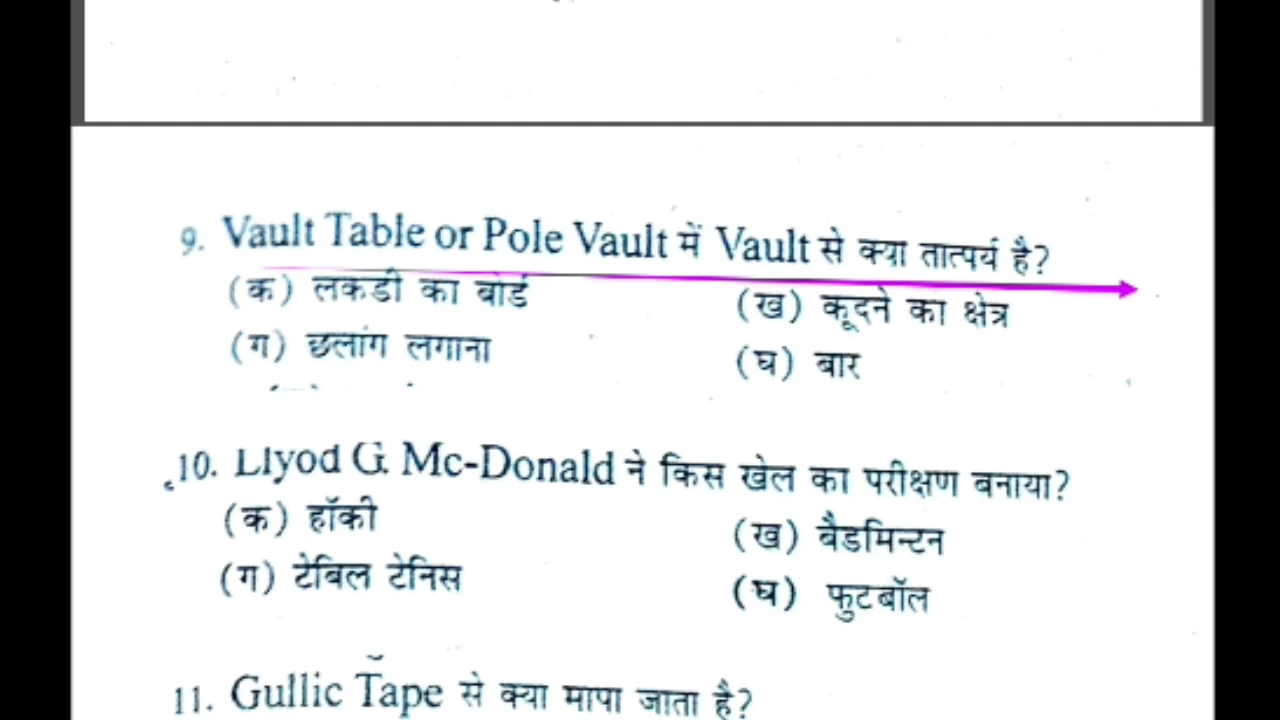 9. Vault Table or Pole Vault में Vault से क्या तात्पर्य है?
(क) लकडी का बोर्ड (ख) कूदने का क्षेत्र
(ग) छलांग लगाना (घ) बार
10. Llyod G. Mc-Donald ने किस खेल का परीक्षण बनाया?
(क) हॉकी (ख) बैडमिन्टन
(ग) टेबिल टेनिस (घ) फुटबॉल
11. Gullic Tape से क्या मापा जाता है?